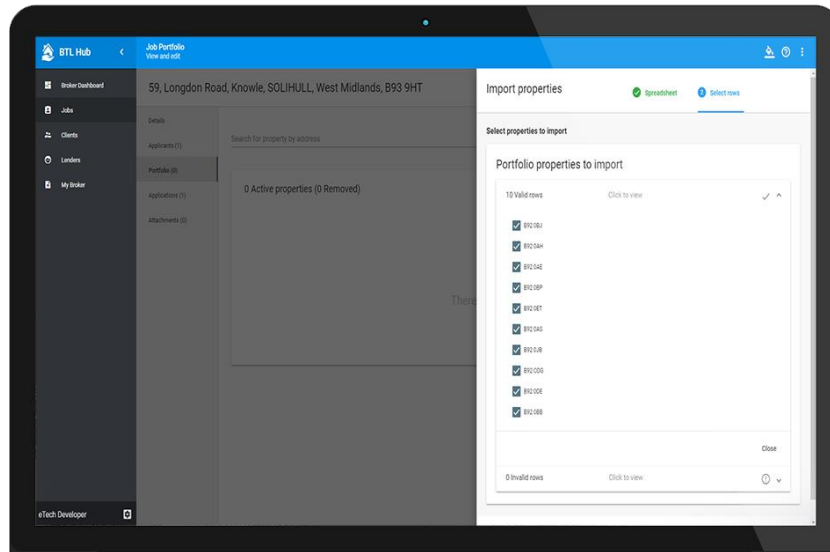 BTL Hub
Job Portfolio
View and edit
Broker Dashboard
Jobs
Clients
Lenders
My Broker
eTech Developer
59, Longdon Road, Knowle, SOLIHULL, West Midlands, B93 9HT
Details
Applicants (1)
Portfolio (0)
Applications (1)
Attachments (0)
Search for property by address
0 Active properties (0 Removed)
There
Import properties
Spreadsheet
2 Select rows
Select properties to import
Portfolio properties to import
10 Valid rows Click to view
B92 0BJ
B92 0AH
B92 0AE
B92 0BP
B92 0ET
B92 0AG
B92 0JB
B92 0DG
B92 0DE
B92 0BB
Close
0 Invalid rows Click to view